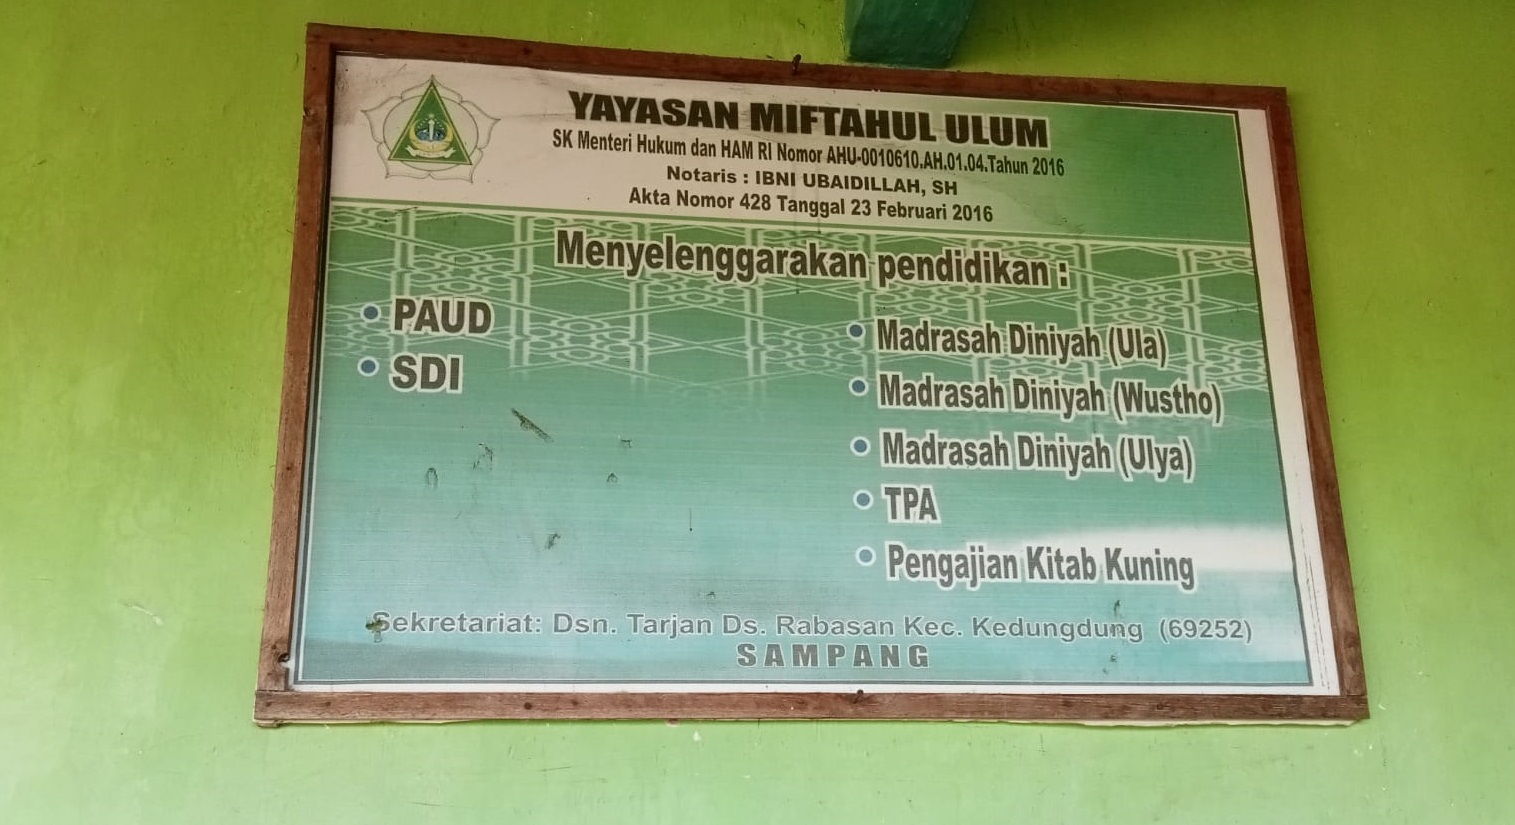 YAYASAN MIFTAHUL ULUM
SK Menteri Hukum dan HAM RI Nomor AHU-0010610.AH.01.04.Tahun 2016
Notaris : IBNI UBAIDILLAH, SH
Akta Nomor 428 Tanggal 23 Februari 2016
Menyelenggarakan pendidikan :
• PAUD
• SDI
• Madrasah Diniyah (Ula)
• Madrasah Diniyah (Wustho)
• Madrasah Diniyah (Ulya)
• TPA
• Pengajian Kitab Kuning
Sekretariat: Dsn. Tarjan Ds. Rabasan Kec. Kedungdung (69252)
SAMPANG